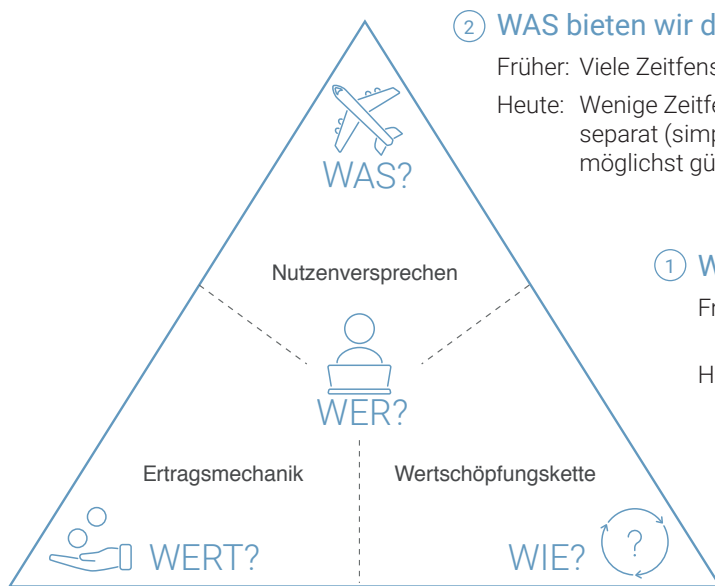 ② WAS bieten wir d
Früher: Viele Zeitfens
Heute: Wenige Zeitfe
separat (simp
möglichst gü
WAS?
Nutzenversprechen
① W
Fr
H
WER?
Ertragsmechanik
Wertschöpfungskette
WERT?
WIE?
?